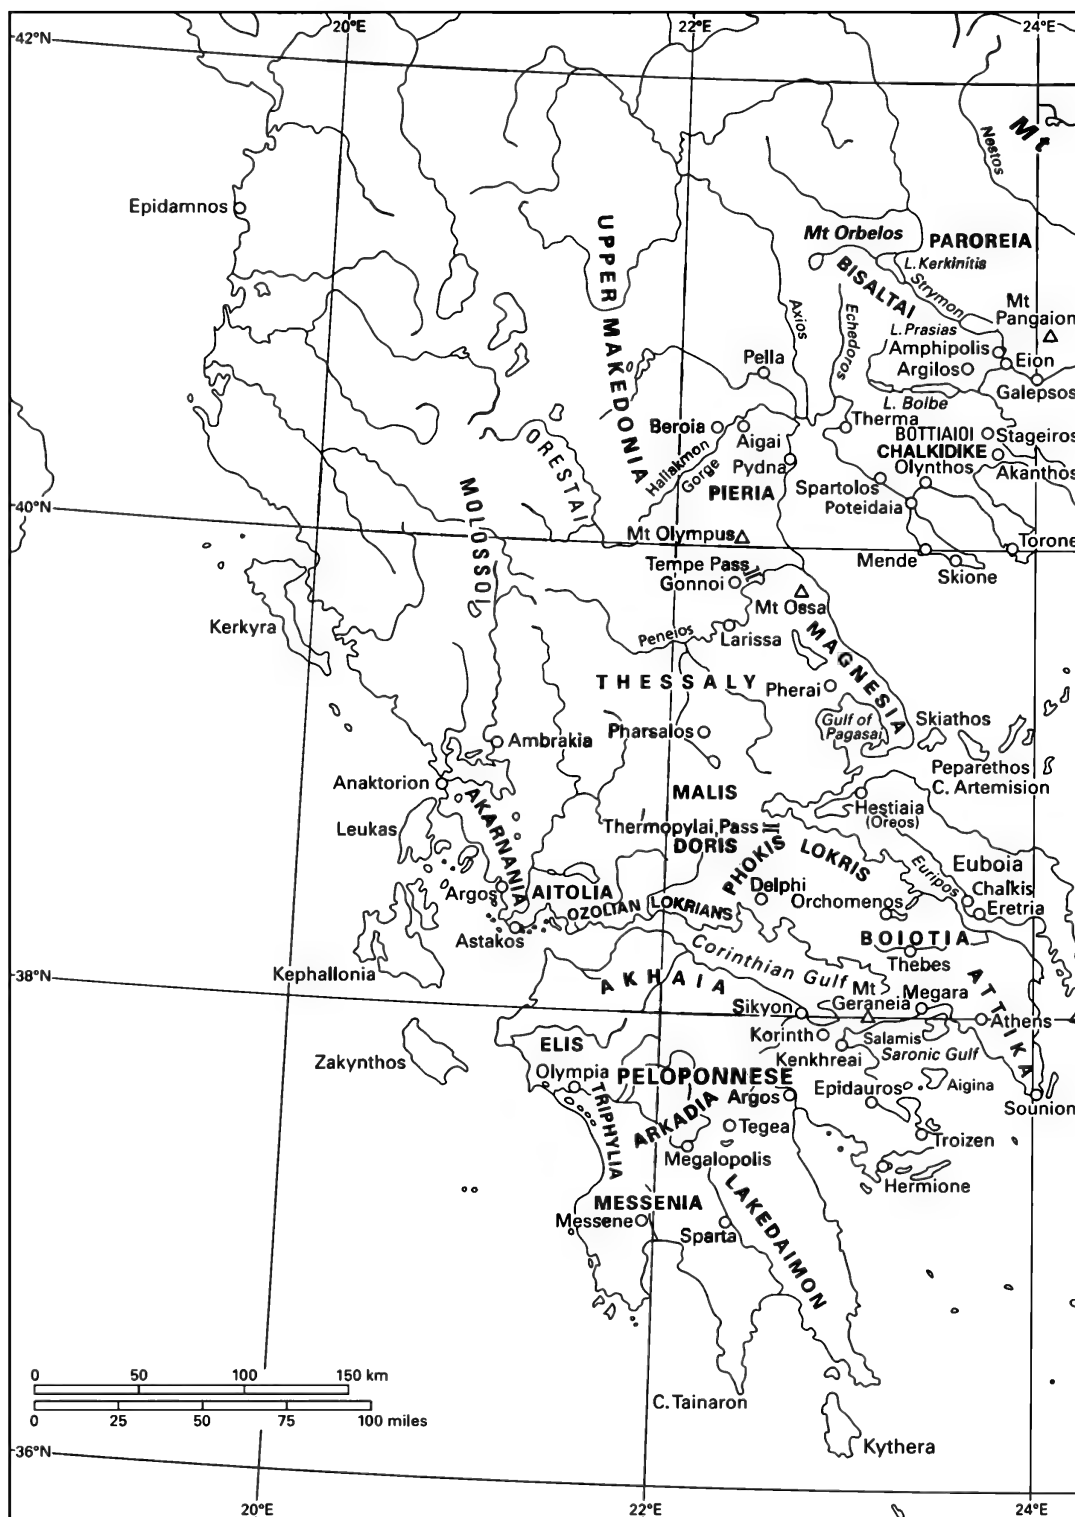 20°E
22°E
24°E
42°N
Mt
Nestos
Epidamnos
UPPER MAKEDONIA
Mt Orbelos
PAROREIA
L. Kerkinitis
BISALTAI
Strymon
Mt
Pangaion
Axios
Echedoros
L. Prasias
Amphipolis
Eion
Argilos
Galepsos
Pella
L. Bolbe
Therma
Beroia
Aigai
BOTTIAIOI
Stageiros
CHALKIDIKE
ORESTAI
Haliakmon
Gorge
Pydna
Olynthos
Akanthos
PIERIA
Spartolos
Poteidaia
40°N
MOLOSSOI
Mt Olympus
Torone
Mende
Skione
Tempe Pass
Gonnoi
Mt Ossa
Kerkyra
Peneios
Larissa
MAGNESIA
THESSALY
Pherai
Gulf of
Pagasai
Skiathos
Pharsalos
Ambrakia
Peparethos
Anaktorion
C. Artemision
MALIS
Hestiaia
(Oreos)
Leukas
AKARNANIA
Thermopylai Pass
DORIS
PHOKIS
LOKRIS
Euripos
Euboia
Argos
AITOLIA
Delphi
Orchomenos
Chalkis
Eretria
OZOLIAN LOKRIANS
Astakos
BOIOTIA
Thebes
Corinthian Gulf
Kephallonia
38°N
AKHAIA
Mt
Geraneia
Megara
ATTIKA
Sikyon
Athens
Korinth
Salamis
Zakynthos
ELIS
Kenkhreai
Saronic Gulf
Olympia
PELOPONNESE
Epidauros
Aigina
Argos
Sounion
TRIPHYLIA
ARKADIA
Tegea
Troizen
Megalopolis
Hermione
LAKEDAIMON
MESSENIA
Messene
Sparta
0 50 100 150 km
0 25 50 75 100 miles
C. Tainaron
Kythera
36°N
20°E
22°E
24°E